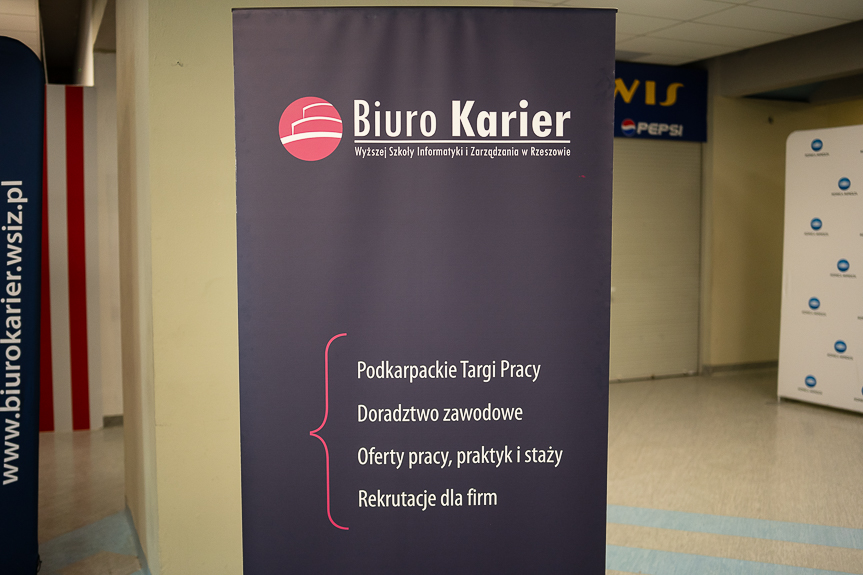 Biuro Karier
Wyższej Szkoły Informatyki i Zarządzania w Rzeszowie
Podkarpackie Targi Pracy
Doradztwo zawodowe
Oferty pracy, praktyk i staży
Rekrutacje dla firm
www.biurokarier.wsiz.pl
WIS
PEPSI